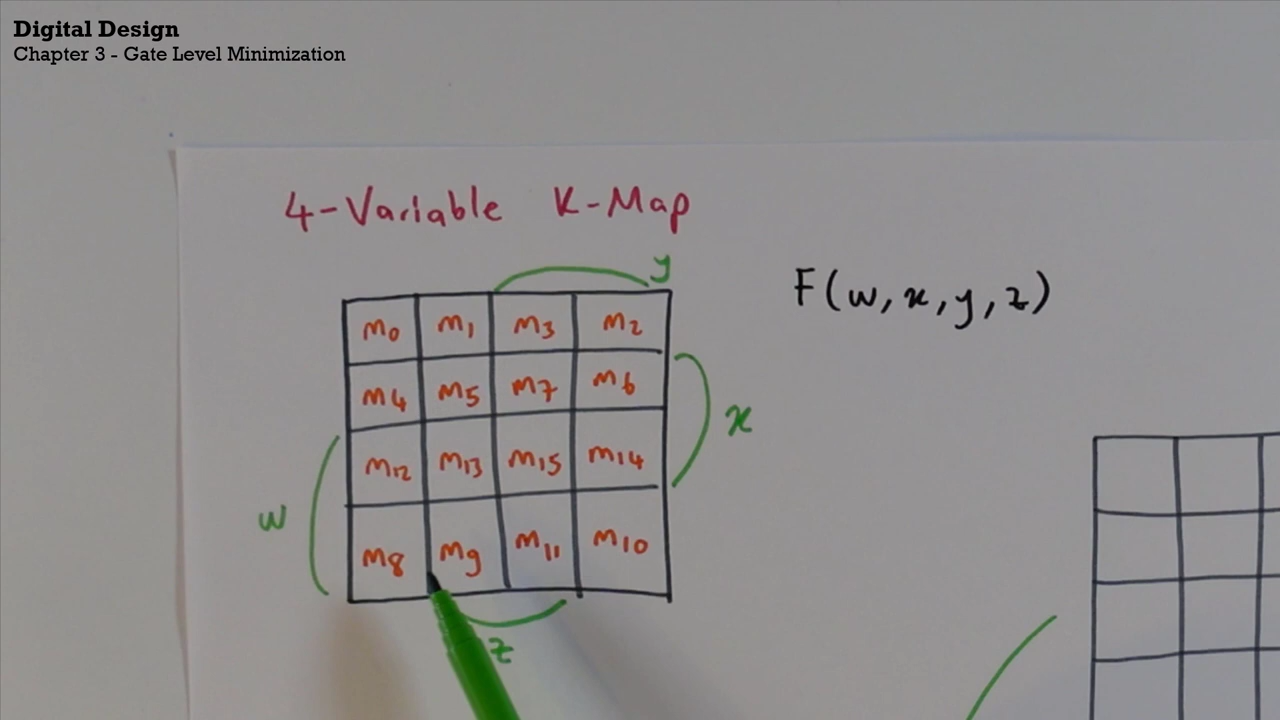 Digital Design
Chapter 3 - Gate Level Minimization
4-Variable K-Map
y
F(w, x, y, z)
m0 m1 m3 m2
m4 m5 m7 m6
x
m12 m13 m15 m14
w
m8 m9 m11 m10
z